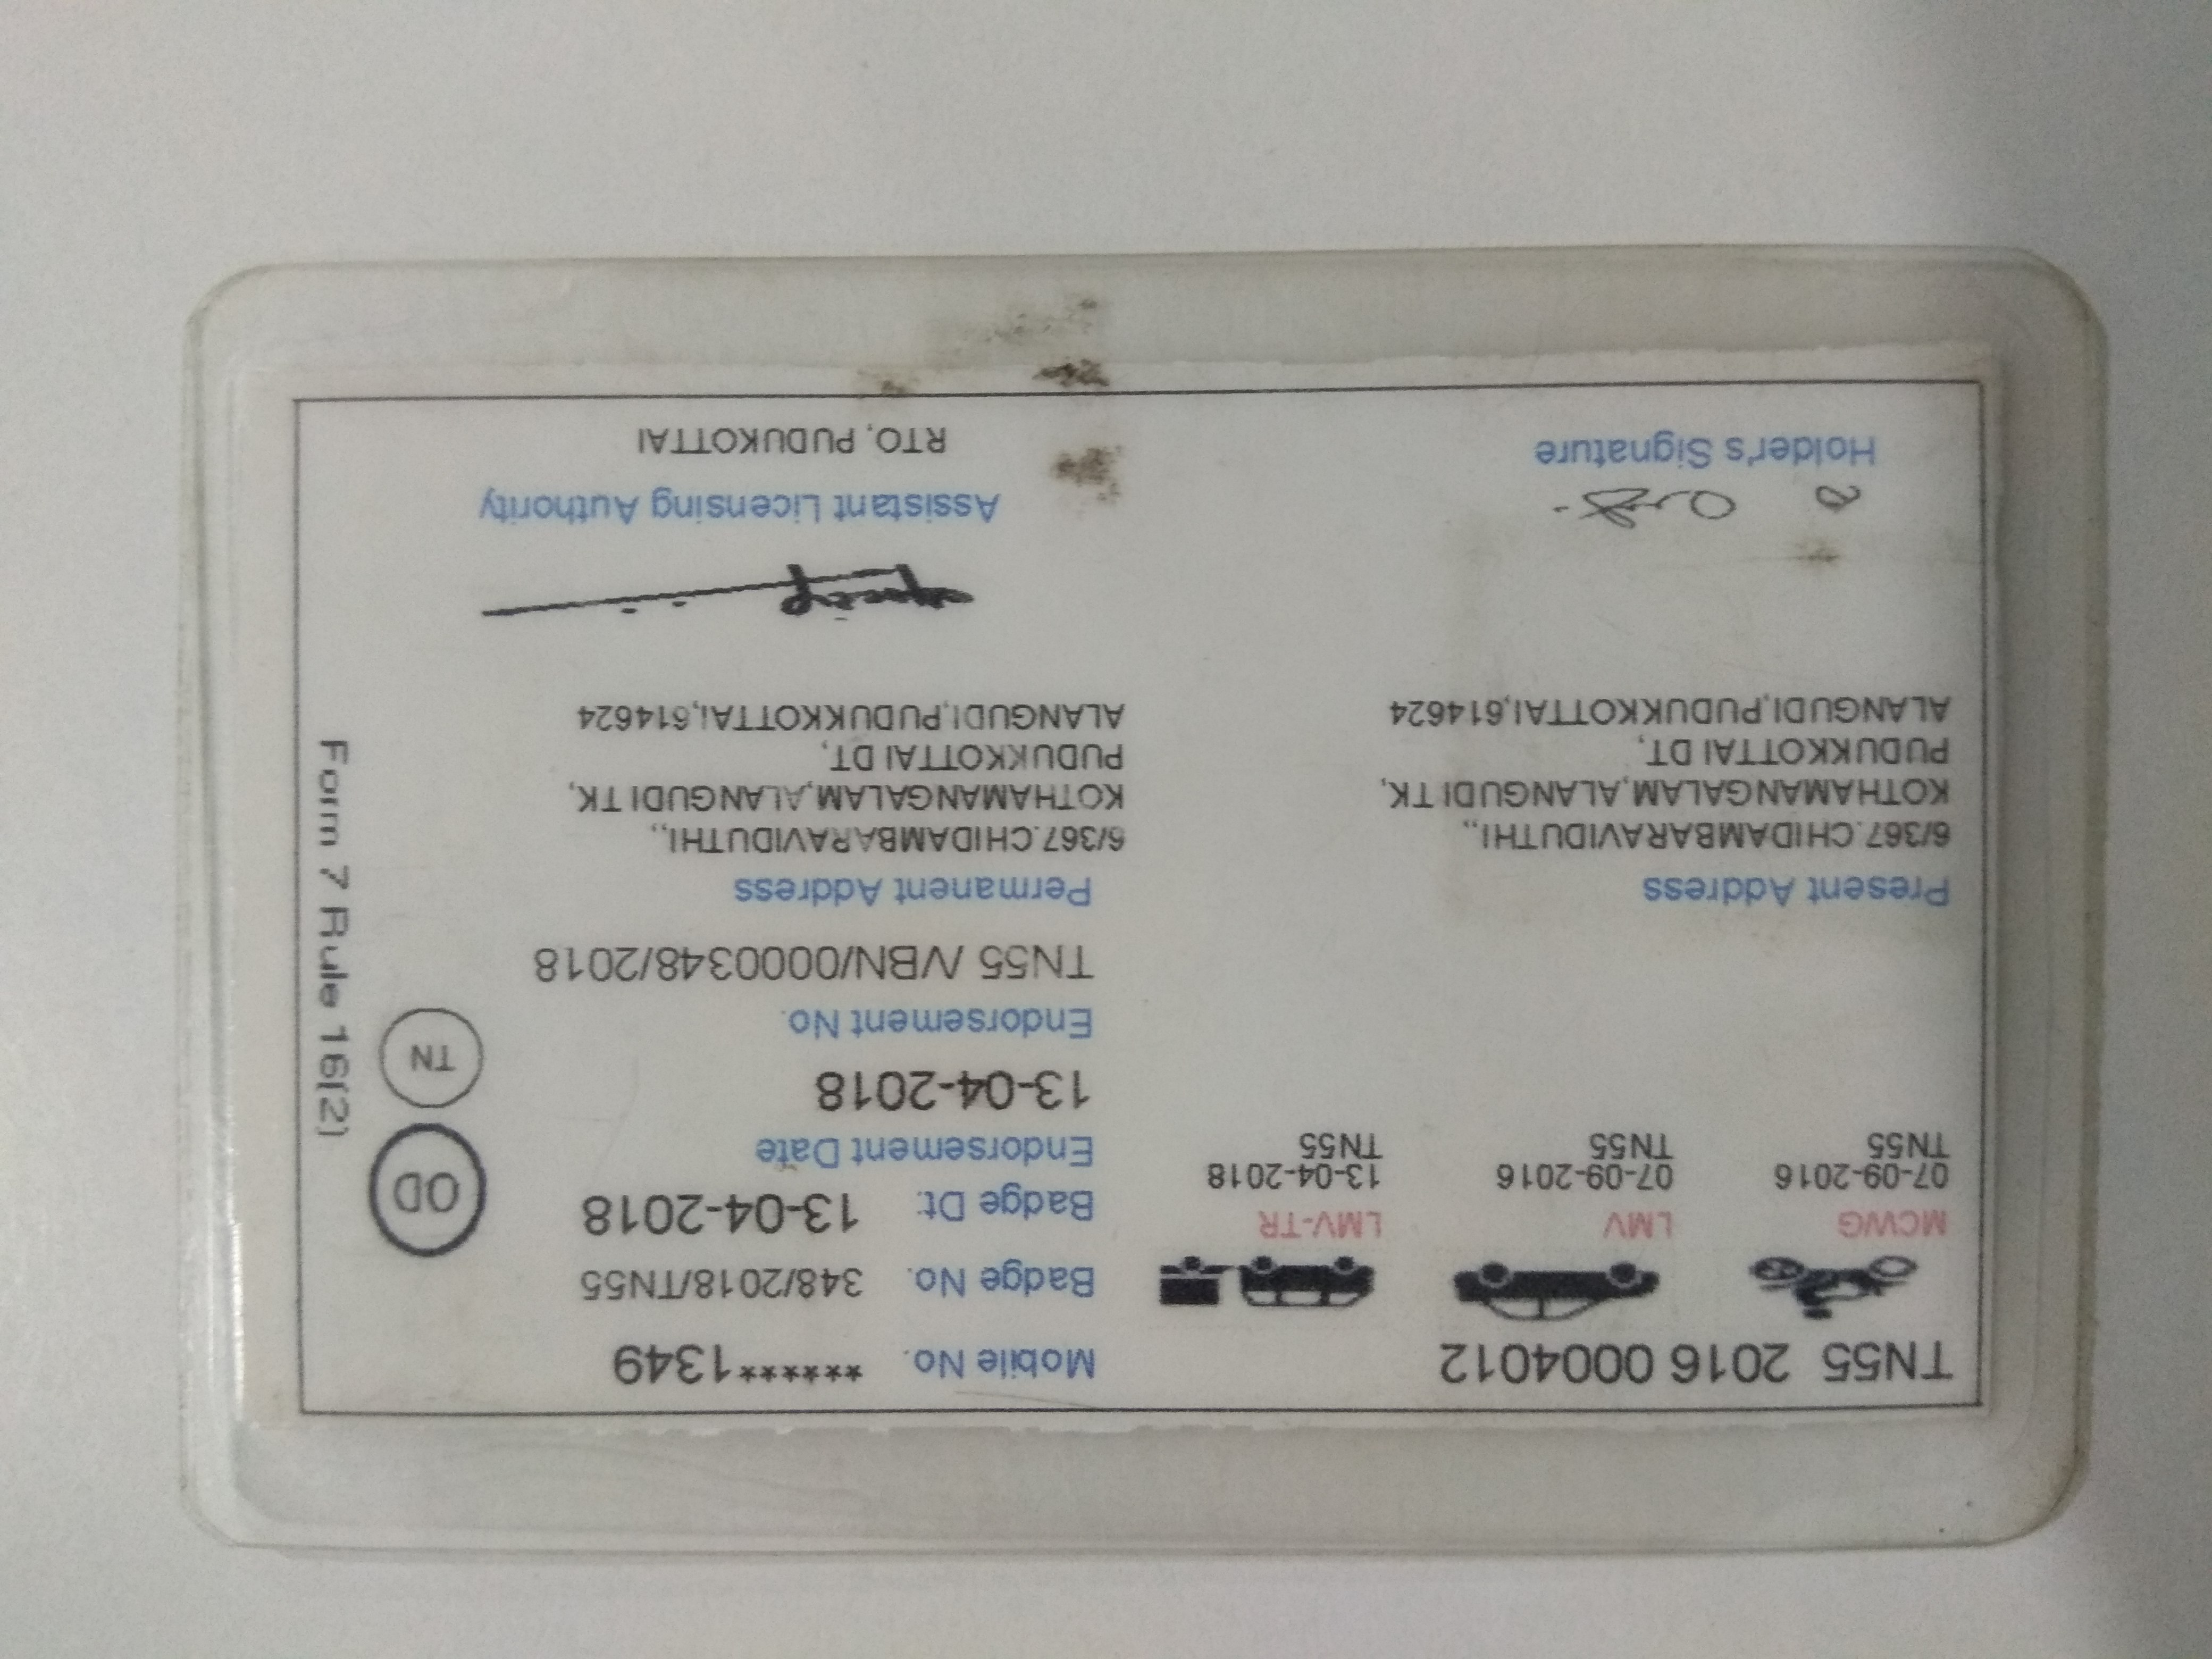 TN55 2016 0004012
MCWG
07-09-2016
TN55
LMV
07-09-2016
TN55
LMV-TR
13-04-2018
TN55
Mobile No. ******1349
Badge No. 348/2018/TN55
Badge Dt. 13-04-2018
Endorsement Date
13-04-2018
Endorsement No.
TN55 /VBN/0000348/2018
OD
TN
Form 7 Rule 16(2)
Present Address
6/367.CHIDAMBARAVIDUTHI,,
KOTHAMANGALAM,ALANGUDI TK,
PUDUKKOTTAI DT,
ALANGUDI,PUDUKKOTTAI,614624
Permanent Address
6/367.CHIDAMBARAVIDUTHI,,
KOTHAMANGALAM,ALANGUDI TK,
PUDUKKOTTAI DT,
ALANGUDI,PUDUKKOTTAI,614624
Holder's Signature
Assistant Licensing Authority
RTO, PUDUKOTTAI